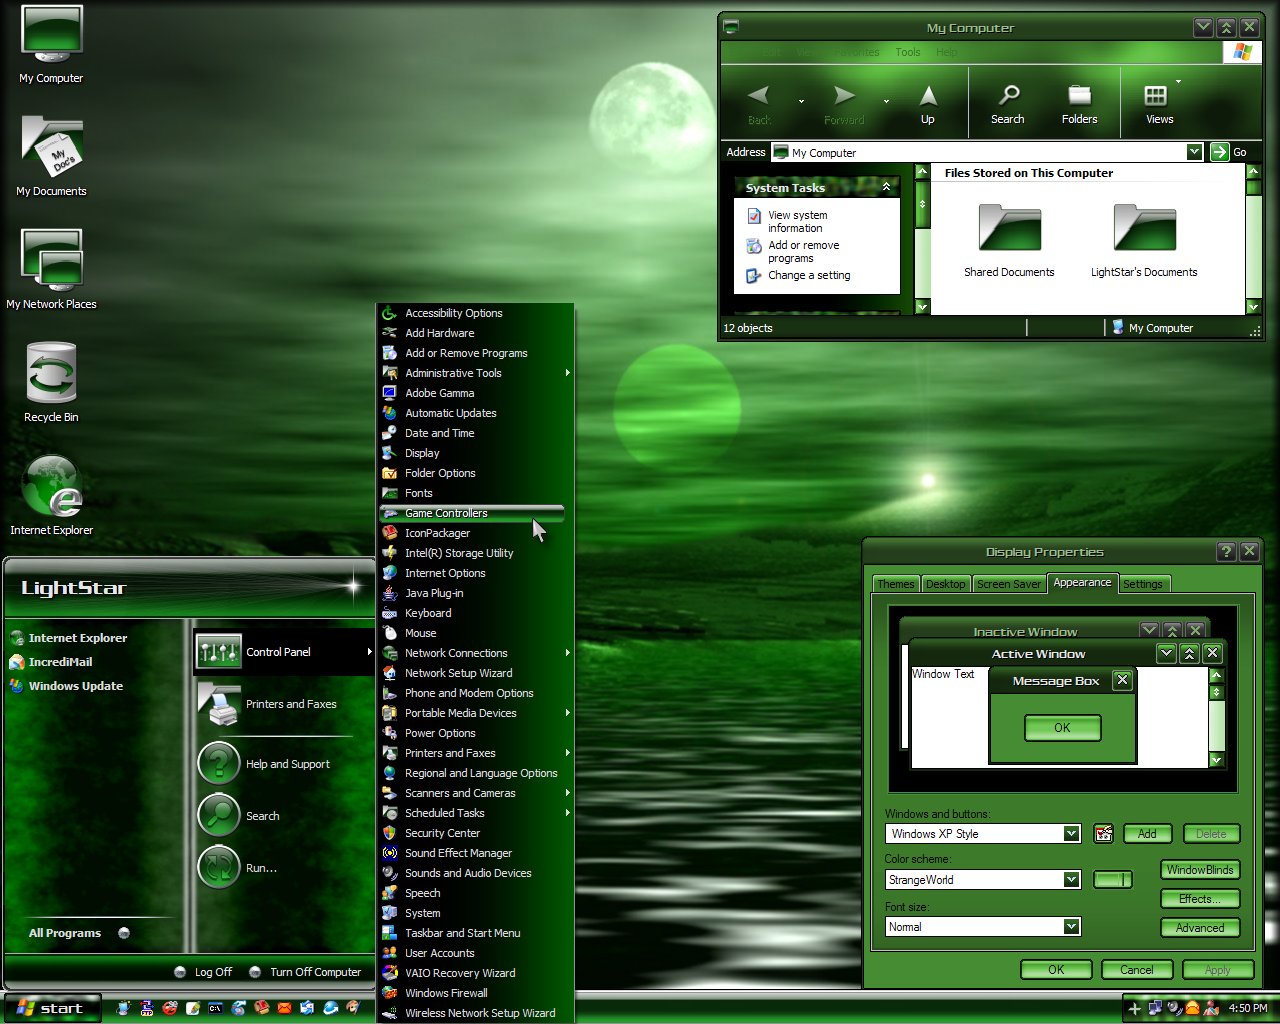 My Computer
My Documents
My Doc's
My Network Places
Recycle Bin
Internet Explorer
My Computer
Edit View Favorites Tools Help
Back
Forward
Up
Search
Folders
Views
Address My Computer Go
System Tasks
View system
information
Add or remove
programs
Change a setting
Files Stored on This Computer
Shared Documents
LightStar's Documents
12 objects
My Computer
Accessibility Options
Add Hardware
Add or Remove Programs
Administrative Tools
Adobe Gamma
Automatic Updates
Date and Time
Display
Folder Options
Fonts
Game Controllers
IconPackager
Intel(R) Storage Utility
Internet Options
Java Plug-in
Keyboard
Mouse
Network Connections
Network Setup Wizard
Phone and Modem Options
Portable Media Devices
Power Options
Printers and Faxes
Regional and Language Options
Scanners and Cameras
Scheduled Tasks
Security Center
Sound Effect Manager
Sounds and Audio Devices
Speech
System
Taskbar and Start Menu
User Accounts
VAIO Recovery Wizard
Windows Firewall
Wireless Network Setup Wizard
LightStar
Internet Explorer
IncrediMail
Windows Update
All Programs
Control Panel
Printers and Faxes
Help and Support
Search
Run...
Log Off
Turn Off Computer
Display Properties
Themes Desktop Screen Saver Appearance Settings
Inactive Window
Active Window
Window Text
Message Box
OK
Windows and buttons:
Windows XP Style
Add
Delete
Color scheme:
StrangeWorld
WindowBlinds
Effects...
Font size:
Normal
Advanced
OK
Cancel
Apply
start
4:50 PM